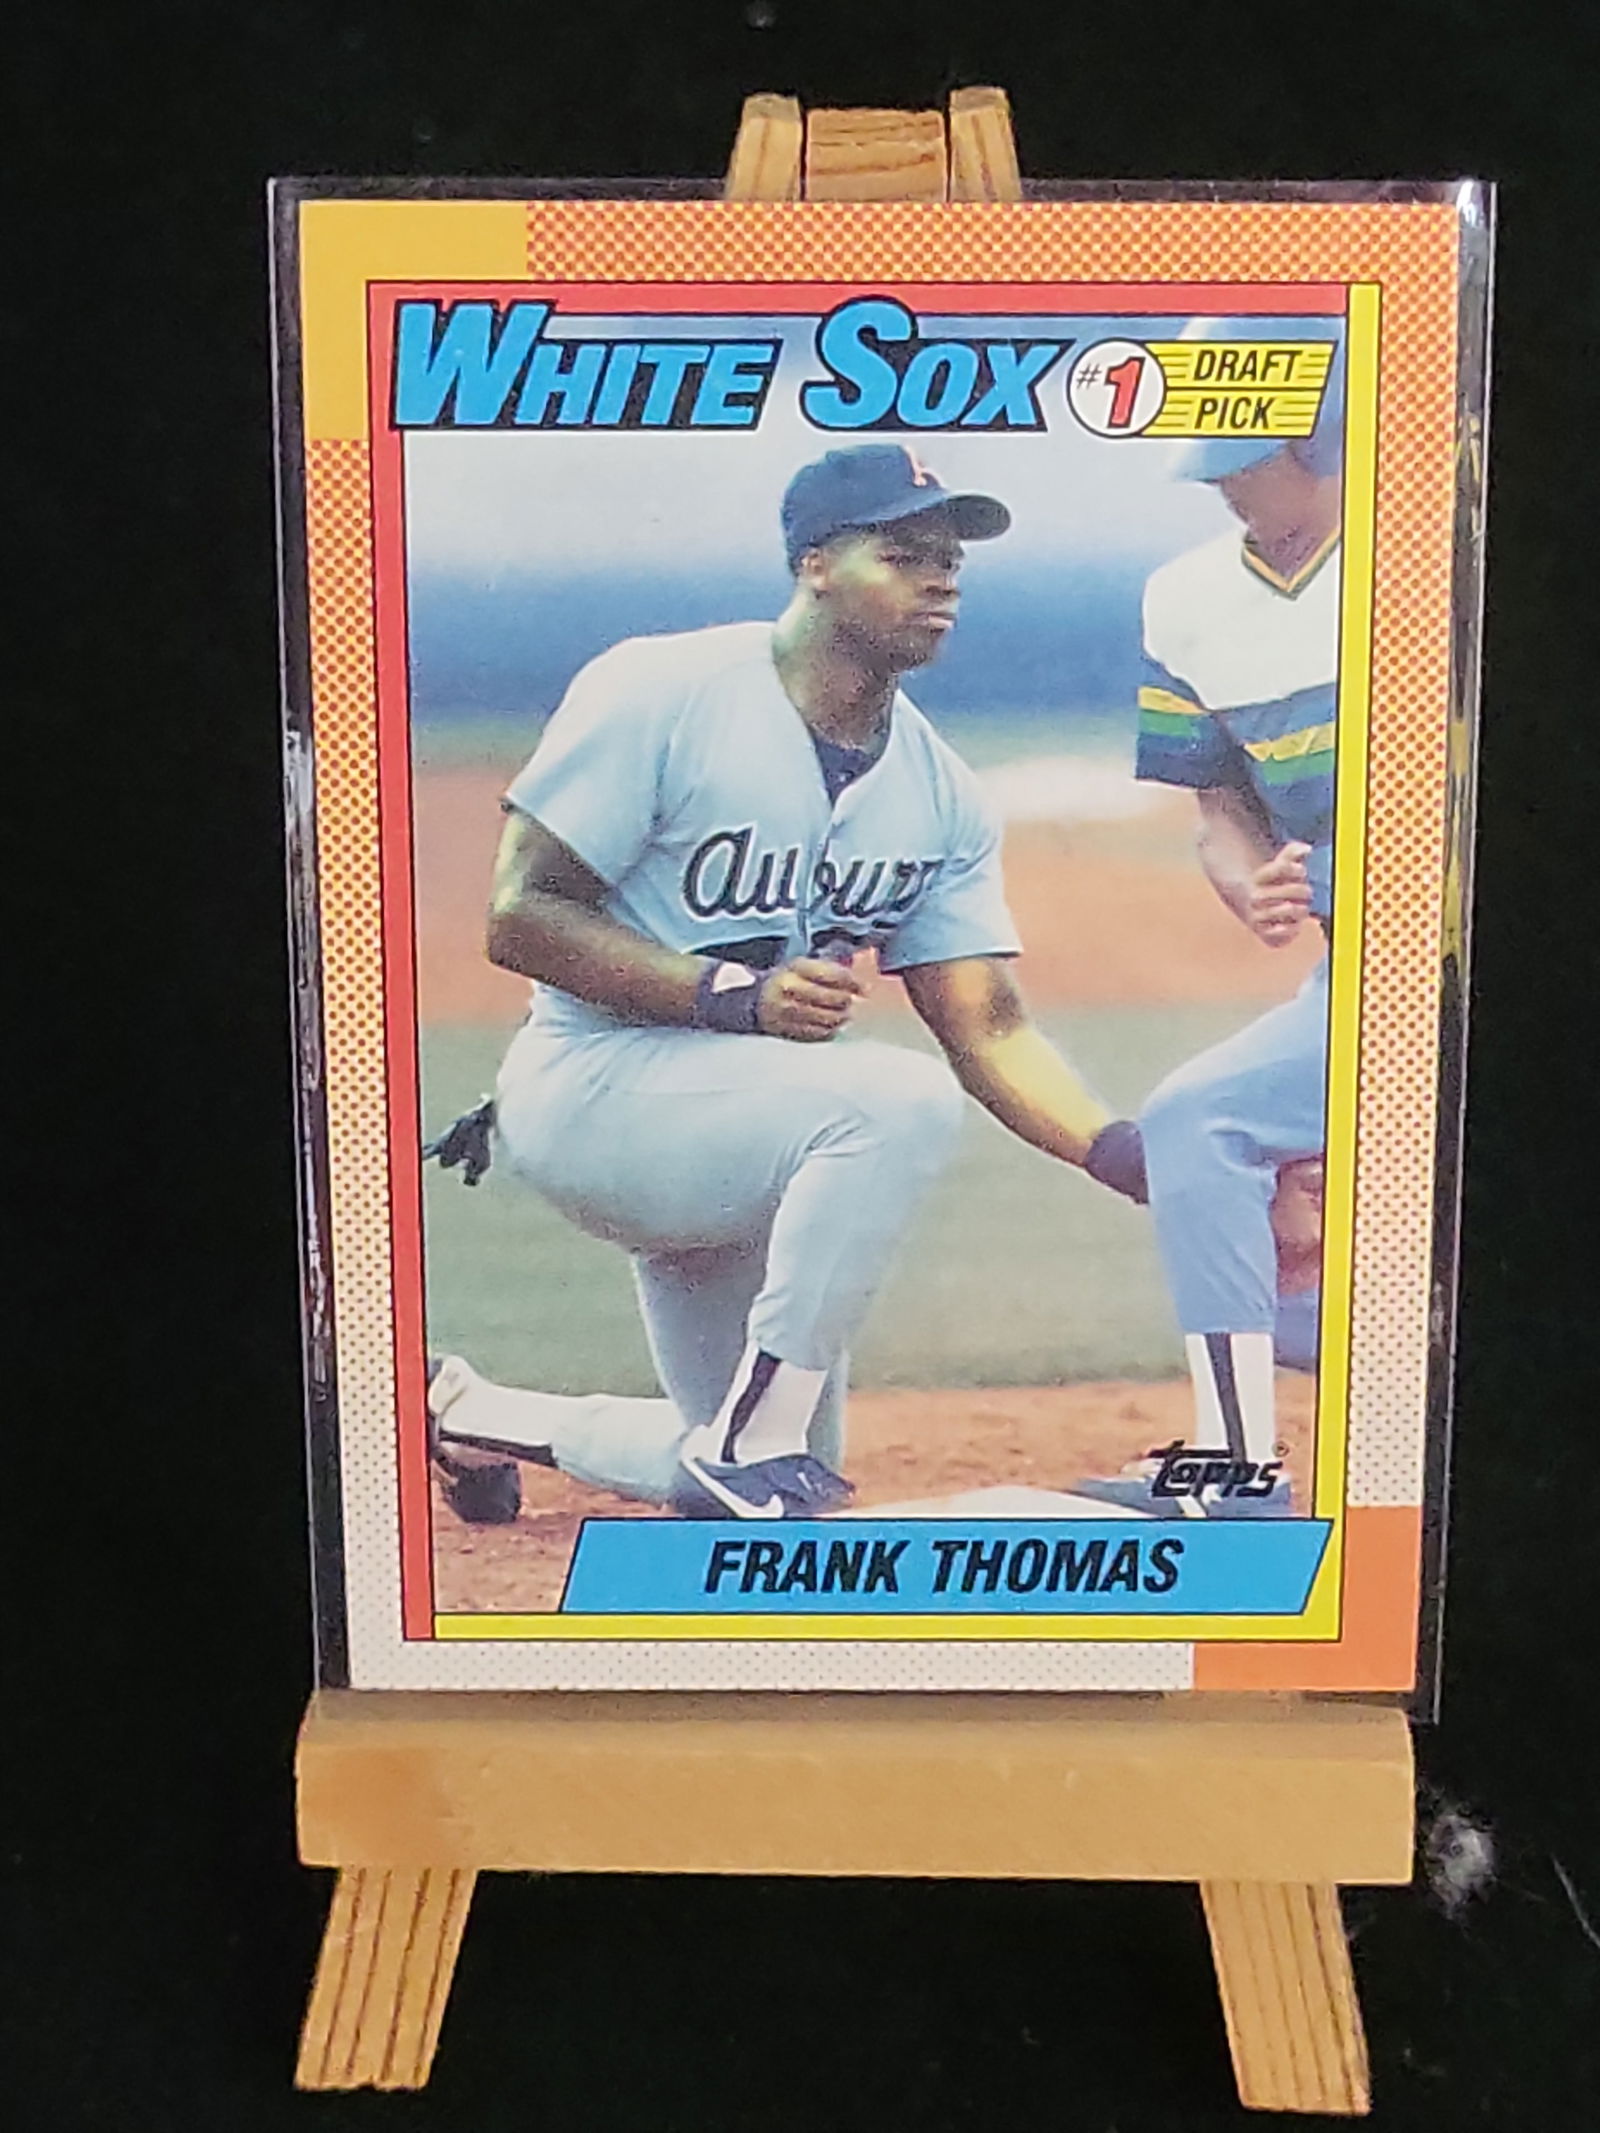 WHITE SOX #1 DRAFT PICK
Auburn
topps
FRANK THOMAS